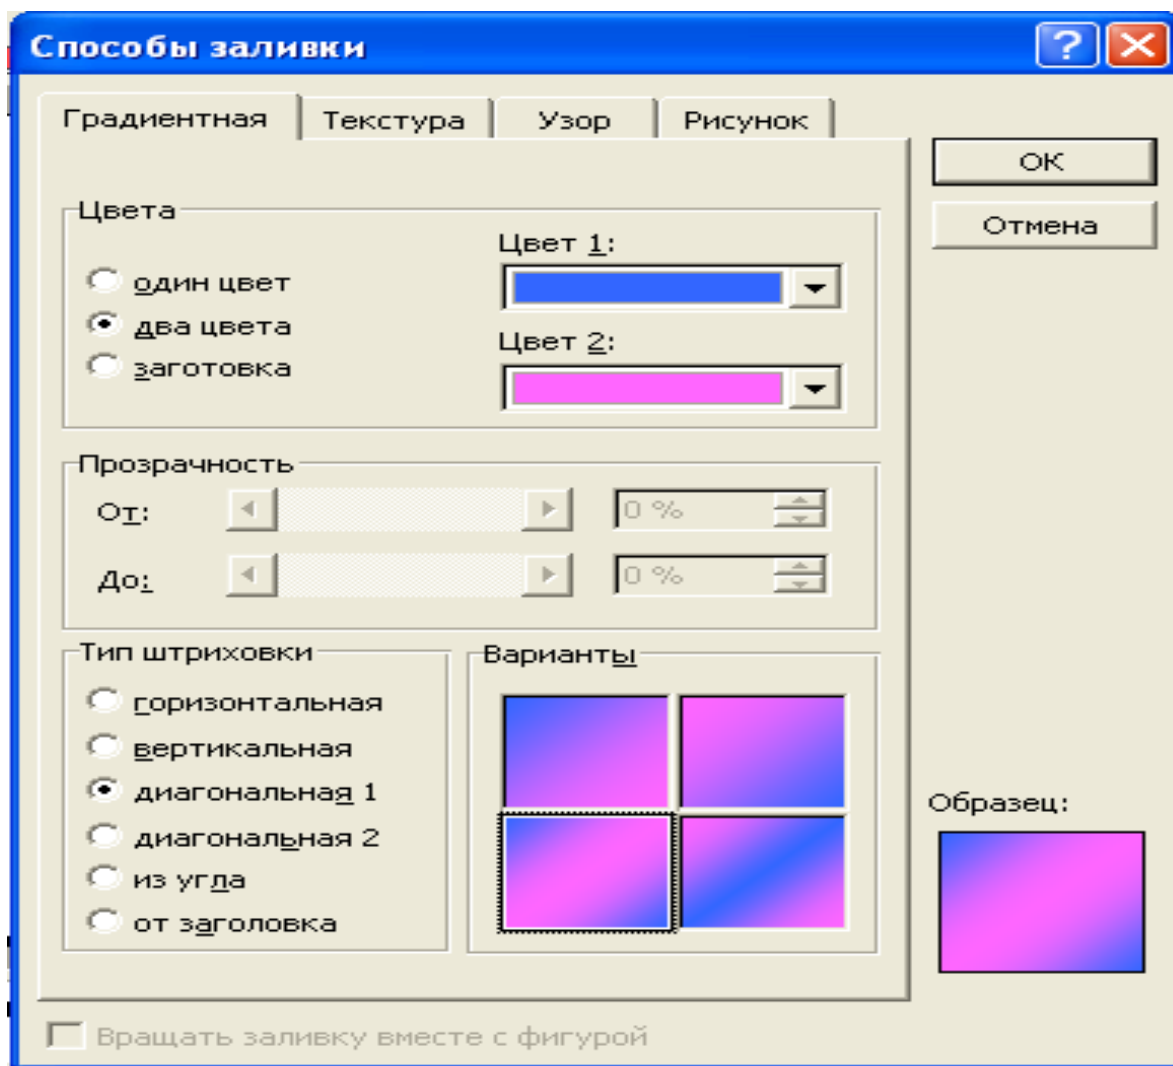 Способы заливки
Градиентная Текстура Узор Рисунок
ОК
Отмена
Цвета
один цвет
два цвета
заготовка
Цвет 1:
Цвет 2:
Прозрачность
От: 0 %
До: 0 %
Тип штриховки
горизонтальная
вертикальная
диагональная 1
диагональная 2
из угла
от заголовка
Варианты
Образец:
Вращать заливку вместе с фигурой